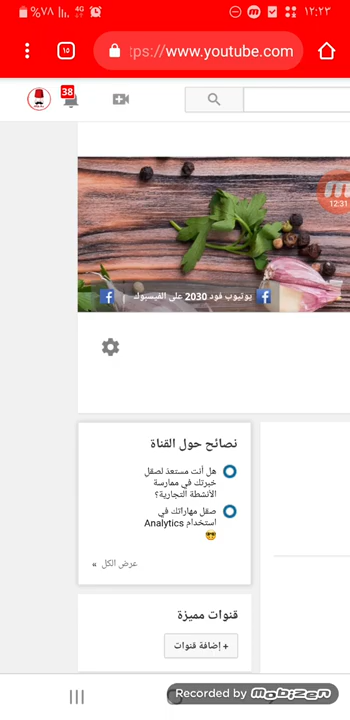 %٧٨ 4G ١٢:٢٣
١٥ tps://www.youtube.com
38
12:31
يوتيوب فود 2030 على الفيسبوك
نصائح حول القناة
هل أنت مستعد لصقل
خبرتك في ممارسة
الأنشطة التجارية؟
صقل مهاراتك في
استخدام Analytics
😎
عرض الكل »
قنوات مميزة
+ إضافة قنوات
Recorded by Mobizen